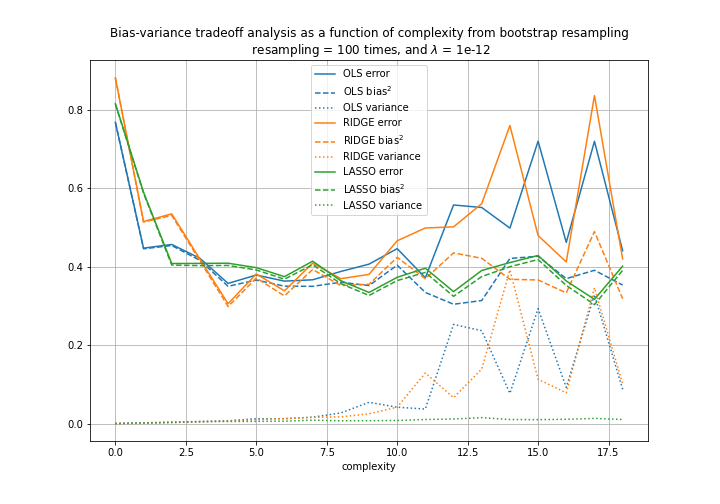 Bias-variance tradeoff analysis as a function of complexity from bootstrap resampling
resampling = 100 times, and λ = 1e-12
OLS error
OLS bias²
OLS variance
RIDGE error
RIDGE bias²
RIDGE variance
LASSO error
LASSO bias²
LASSO variance
0.8
0.6
0.4
0.2
0.0
0.0 2.5 5.0 7.5 10.0 12.5 15.0 17.5
complexity